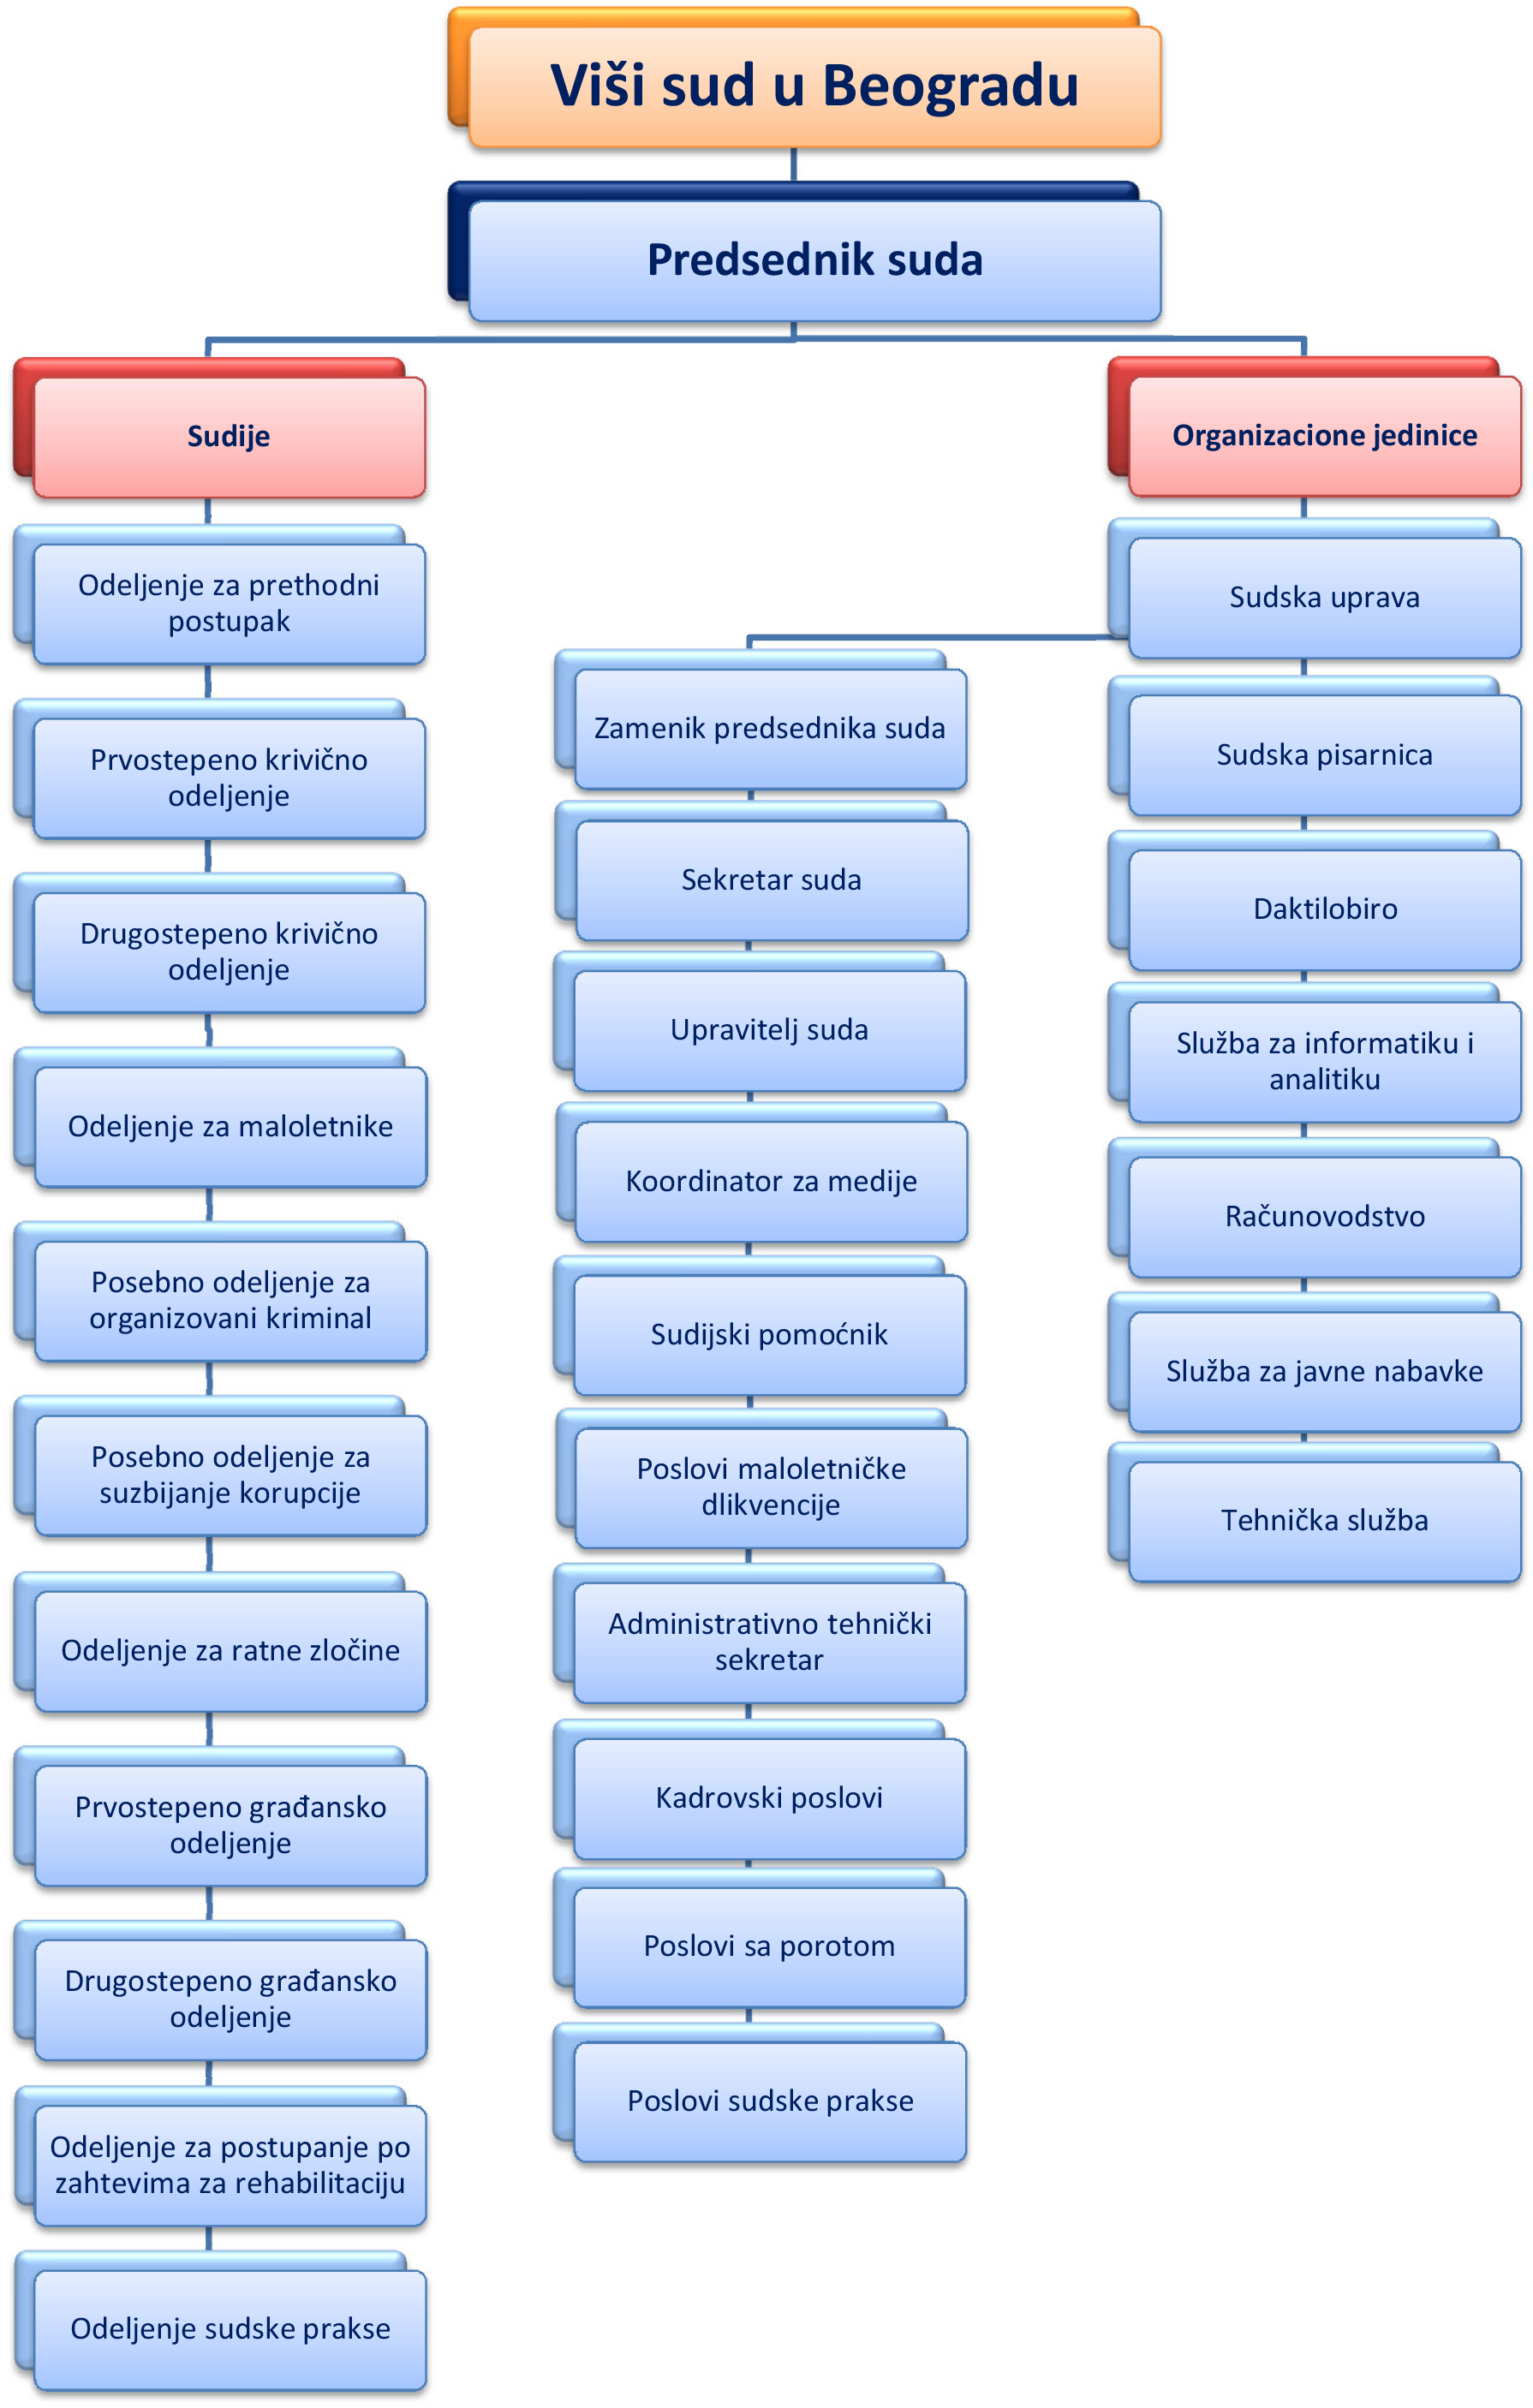 Viši sud u Beogradu
Predsednik suda
Sudije
Odeljenje za prethodni
postupak
Prvostepeno krivično
odeljenje
Drugostepeno krivično
odeljenje
Odeljenje za maloletnike
Posebno odeljenje za
organizovani kriminal
Posebno odeljenje za
suzbijanje korupcije
Odeljenje za ratne zločine
Prvostepeno građansko
odeljenje
Drugostepeno građansko
odeljenje
Odeljenje za postupanje po
zahtevima za rehabilitaciju
Odeljenje sudske prakse
Organizacione jedinice
Sudska uprava
Zamenik predsednika suda
Sekretar suda
Upravitelj suda
Koordinator za medije
Sudijski pomoćnik
Poslovi maloletničke
dlikvencije
Administrativno tehnički
sekretar
Kadrovski poslovi
Poslovi sa porotom
Poslovi sudske prakse
Sudska pisarnica
Daktilobiro
Služba za informatiku i
analitiku
Računovodstvo
Služba za javne nabavke
Tehnička služba